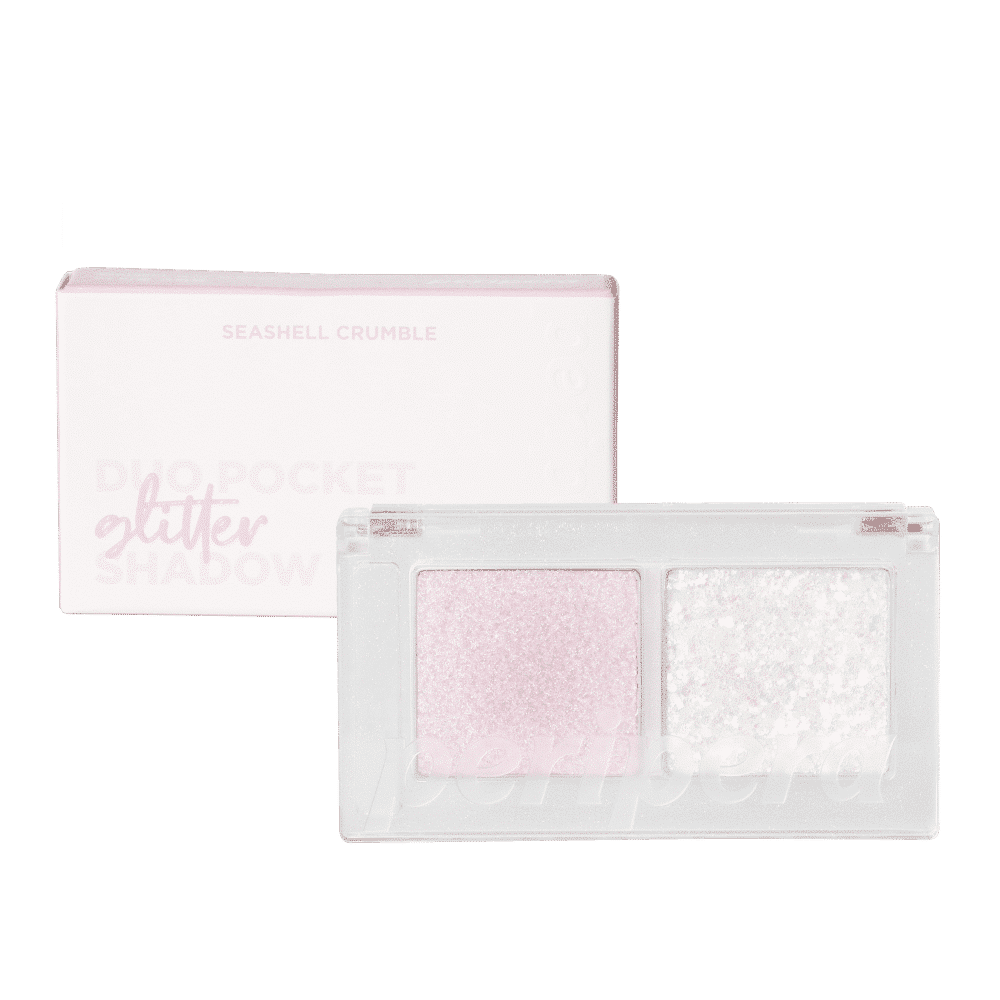 SEASHELL CRUMBLE
DUO POCKET
glitter
SHADOW
peripera